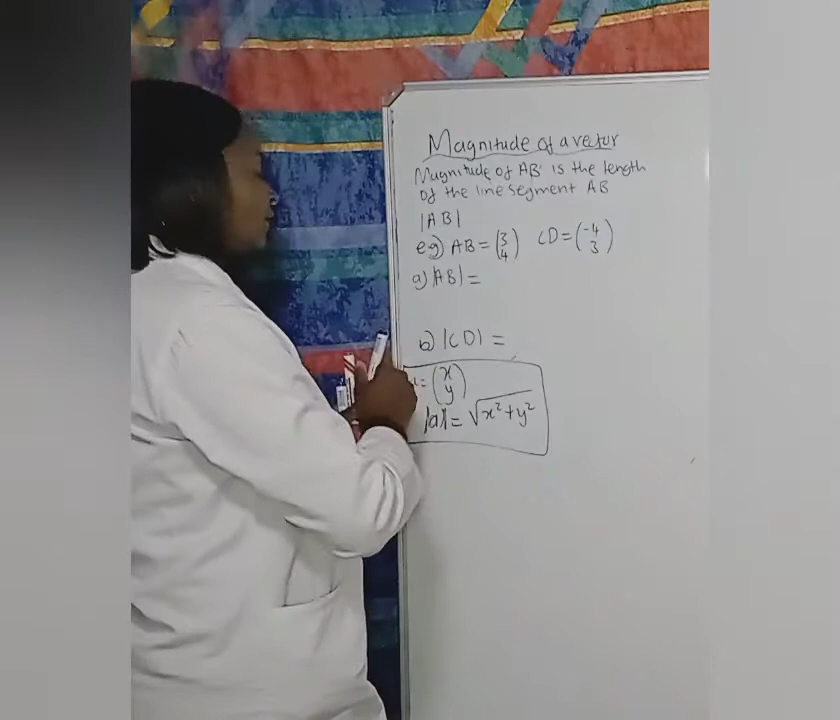 Magnitude of a vector
Magnitude of AB is the length
of the line segment AB
|AB|
eg) AB = (3 4) CD = (-4 3)
a) |AB| =
b) |CD| =
= (x y)
|a| = √x²+y²